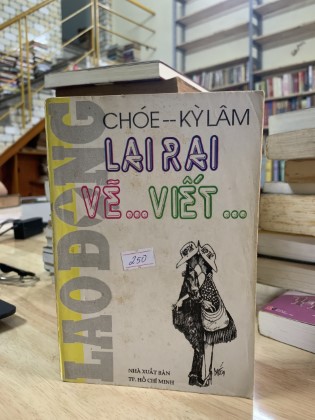 CHÓE -- KỲ LÂM
LAI RAI
VẼ... VIẾT...
LAO ĐỘNG
250
NHÀ XUẤT BẢN
TP. HỒ CHÍ MINH